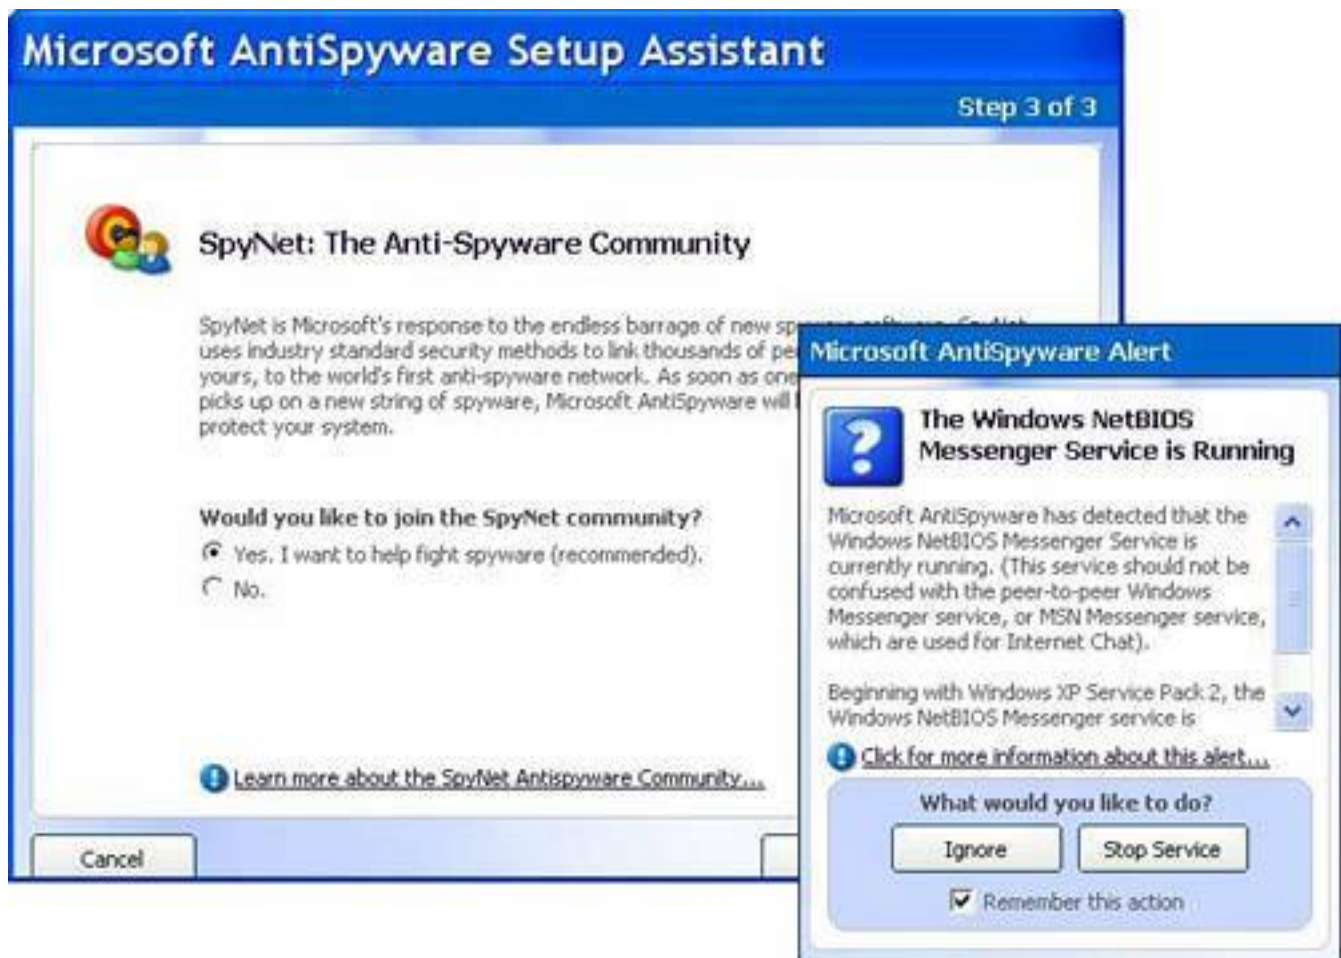 Microsoft AntiSpyware Setup Assistant
Step 3 of 3
SpyNet: The Anti-Spyware Community
SpyNet is Microsoft's response to the endless barrage of new
uses industry standard security methods to link thousands of
yours, to the world's first anti-spyware network. As soon as one
picks up on a new string of spyware, Microsoft AntiSpyware will
protect your system.
Would you like to join the SpyNet community?
Yes. I want to help fight spyware (recommended).
No.
Learn more about the SpyNet Antispyware Community...
Cancel
Microsoft AntiSpyware Alert
The Windows NetBIOS
Messenger Service is Running
Microsoft AntiSpyware has detected that the
Windows NetBIOS Messenger Service is
currently running. (This service should not be
confused with the peer-to-peer Windows
Messenger service, or MSN Messenger service,
which are used for Internet Chat).
Beginning with Windows XP Service Pack 2, the
Windows NetBIOS Messenger service is
Click for more information about this alert...
What would you like to do?
Ignore
Stop Service
Remember this action